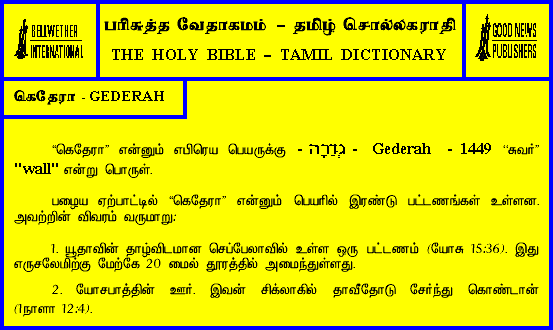 BELLWETHER
INTERNATIONAL
பரிசுத்த வேதாகமம் – தமிழ் சொல்லகராதி
THE HOLY BIBLE – TAMIL DICTIONARY
GOOD NEWS
PUBLISHERS
கெதேரா - GEDERAH
“கெதேரா” என்னும் எபிரெய பெயருக்கு - גְּדֵרָה - Gederah - 1449 “சுவர்”
"wall" என்று பொருள்.
பழைய ஏற்பாட்டில் “கெதேரா” என்னும் பெயரில் இரண்டு பட்டணங்கள் உள்ளன.
அவற்றின் விவரம் வருமாறு:
1. யூதாவின் தாழ்விடமான செப்பேலாவில் உள்ள ஒரு பட்டணம் (யோசு 15:36). இது
எருசலேமிற்கு மேற்கே 20 மைல் தூரத்தில் அமைந்துள்ளது.
2. யோசபாத்தின் ஊர். இவன் சிக்லாகில் தாவீதோடு சேர்ந்து கொண்டான்
(1நாளா 12:4).